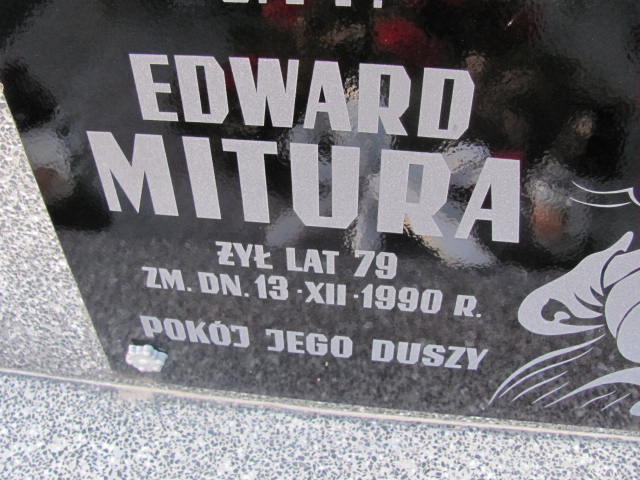 EDWARD
MITURA
ŻYŁ LAT 79
ZM. DN. 13·XII·1990 R.
POKÓJ JEGO DUSZY